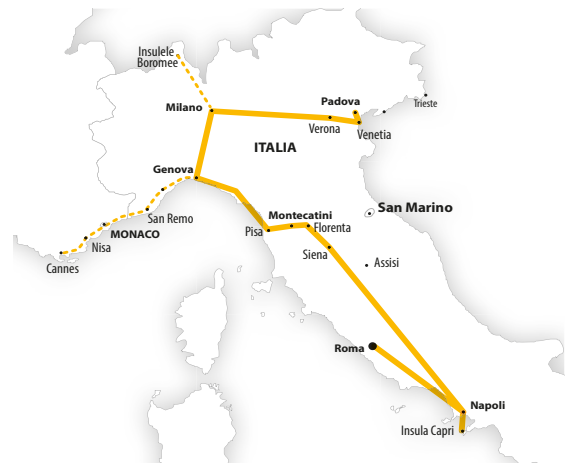 Insulele
Boromee
Milano
Padova
Trieste
Verona
Venetia
ITALIA
Genova
San Marino
San Remo
Montecatini
MONACO
Pisa
Florenta
Nisa
Siena
Assisi
Cannes
Roma
Napoli
Insula Capri